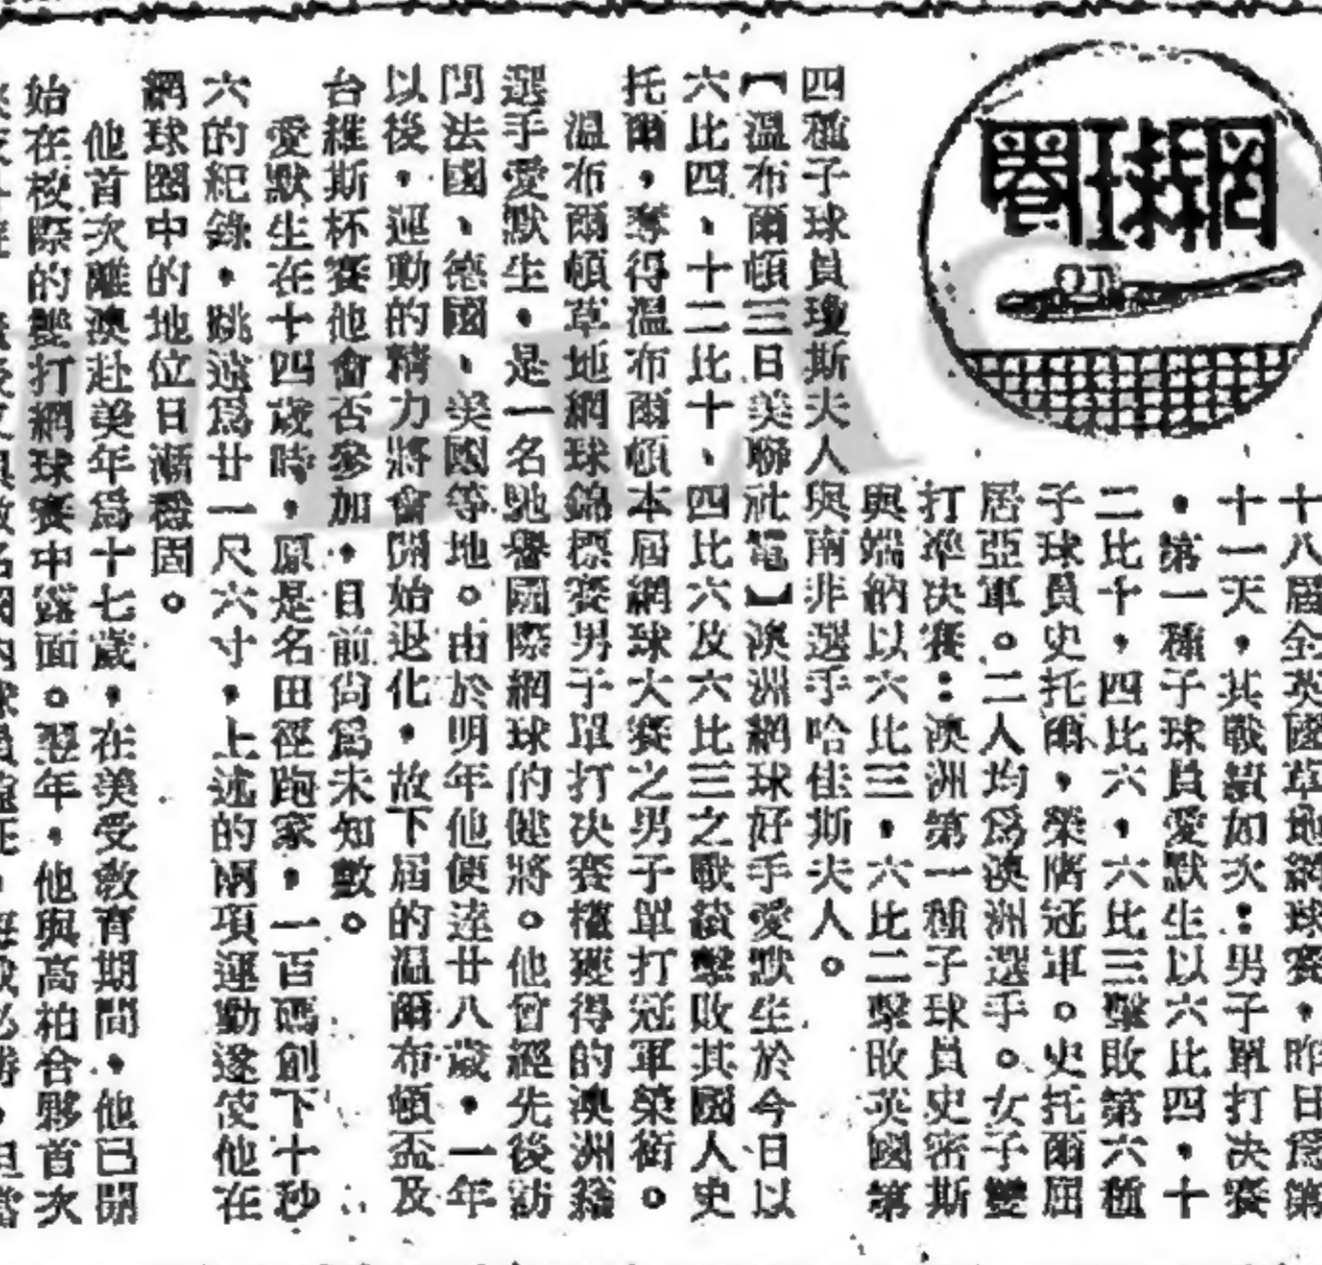 網球圈
十八屆全英國草地網球賽，昨日爲第
十一天，其戰績如次：男子單打决賽
，第一種子球員愛默生以六比四，十
二比十，四比六，六比三擊敗第六種
子球員史托爾，榮膺冠軍。史托爾屈
居亞軍。二人均爲澳洲選手。女子雙
打準决賽：澳洲第一種子球員史密斯
與端納以六比三，六比二擊敗英國第
四種子球員瓊斯夫人與南非選手哈佳斯夫人。
【溫布爾頓三日美聯社電】澳洲網球好手愛默生於今日以
六比四、十二比十、四比六及六比三之戰績擊敗其國人史
托爾，奪得溫布爾頓本屆網球大賽之男子單打冠軍榮銜。
溫布爾頓草地網球錦標賽男子單打决賽權獲得的澳洲籍
選手愛默生，是一名馳譽國際網球的健將。他曾經先後訪
問法國、德國、美國等地。由於明年他便達廿八歲，一年
以後，運動的精力將會開始退化，故下屆的溫爾布頓盃及
台維斯杯賽他會否參加，目前尙爲未知數。
愛默生在十四歲時，原是名田徑跑家，一百碼創下十秒
六的紀錄，跳遠爲廿一尺六寸，上述的兩項運動遂使他在
網球圈中的地位日漸穩固。
他首次離澳赴美年爲十七歲，在美受敎育期間，他已開
始在校際的雙打網球賽中露面。翌年，他與高柏合夥首次